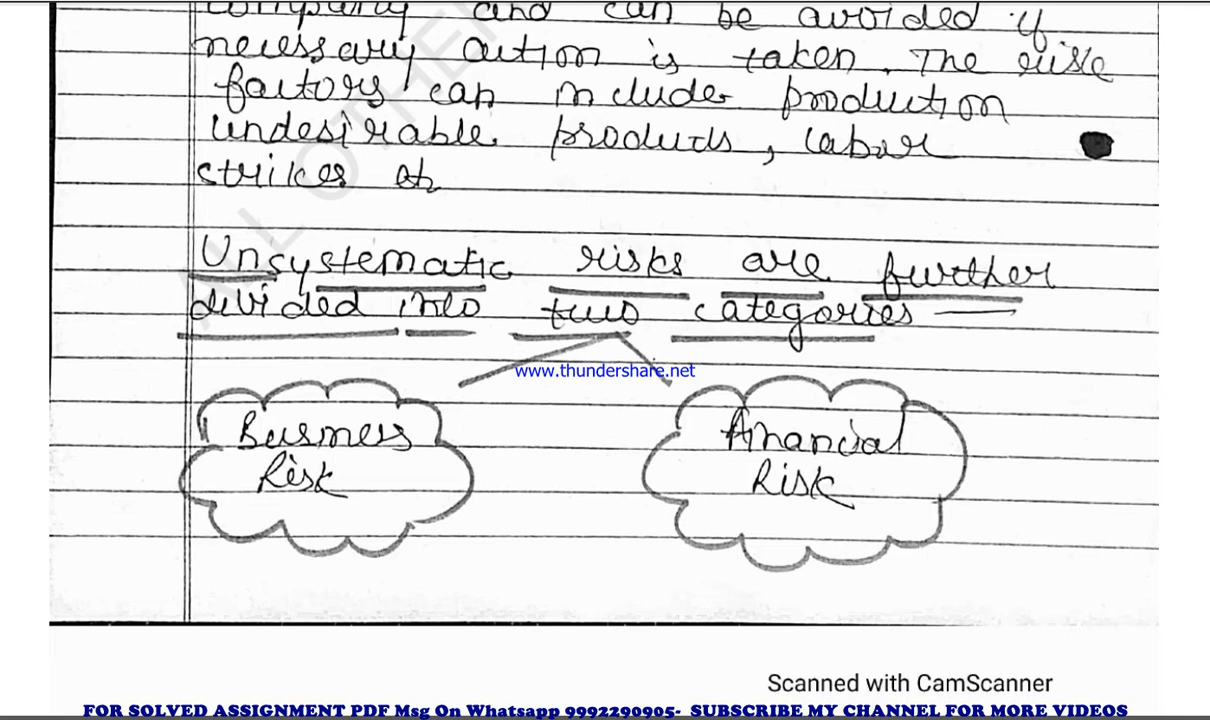 company and can be avoided if
necessary action is taken. The risk
factors can include production
undesirable products, labour
strikes etc
Unsystematic risks are further
divided into two categories —
www.thundershare.net
Business Risk
Financial Risk
Scanned with CamScanner
FOR SOLVED ASSIGNMENT PDF Msg On Whatsapp 9992290905- SUBSCRIBE MY CHANNEL FOR MORE VIDEOS